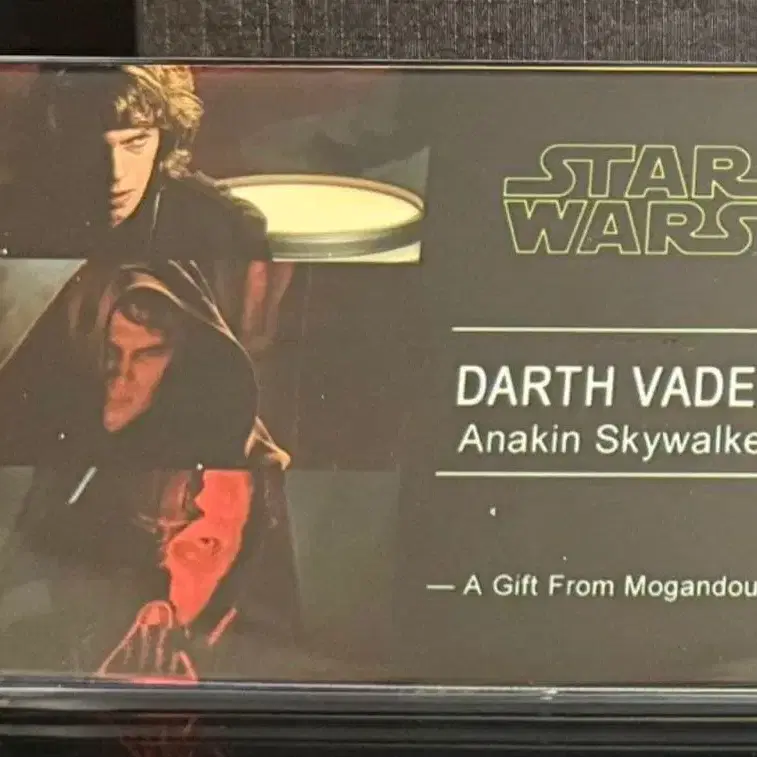 STAR
WARS
DARTH VADE
Anakin Skywalke
— A Gift From Mogandou